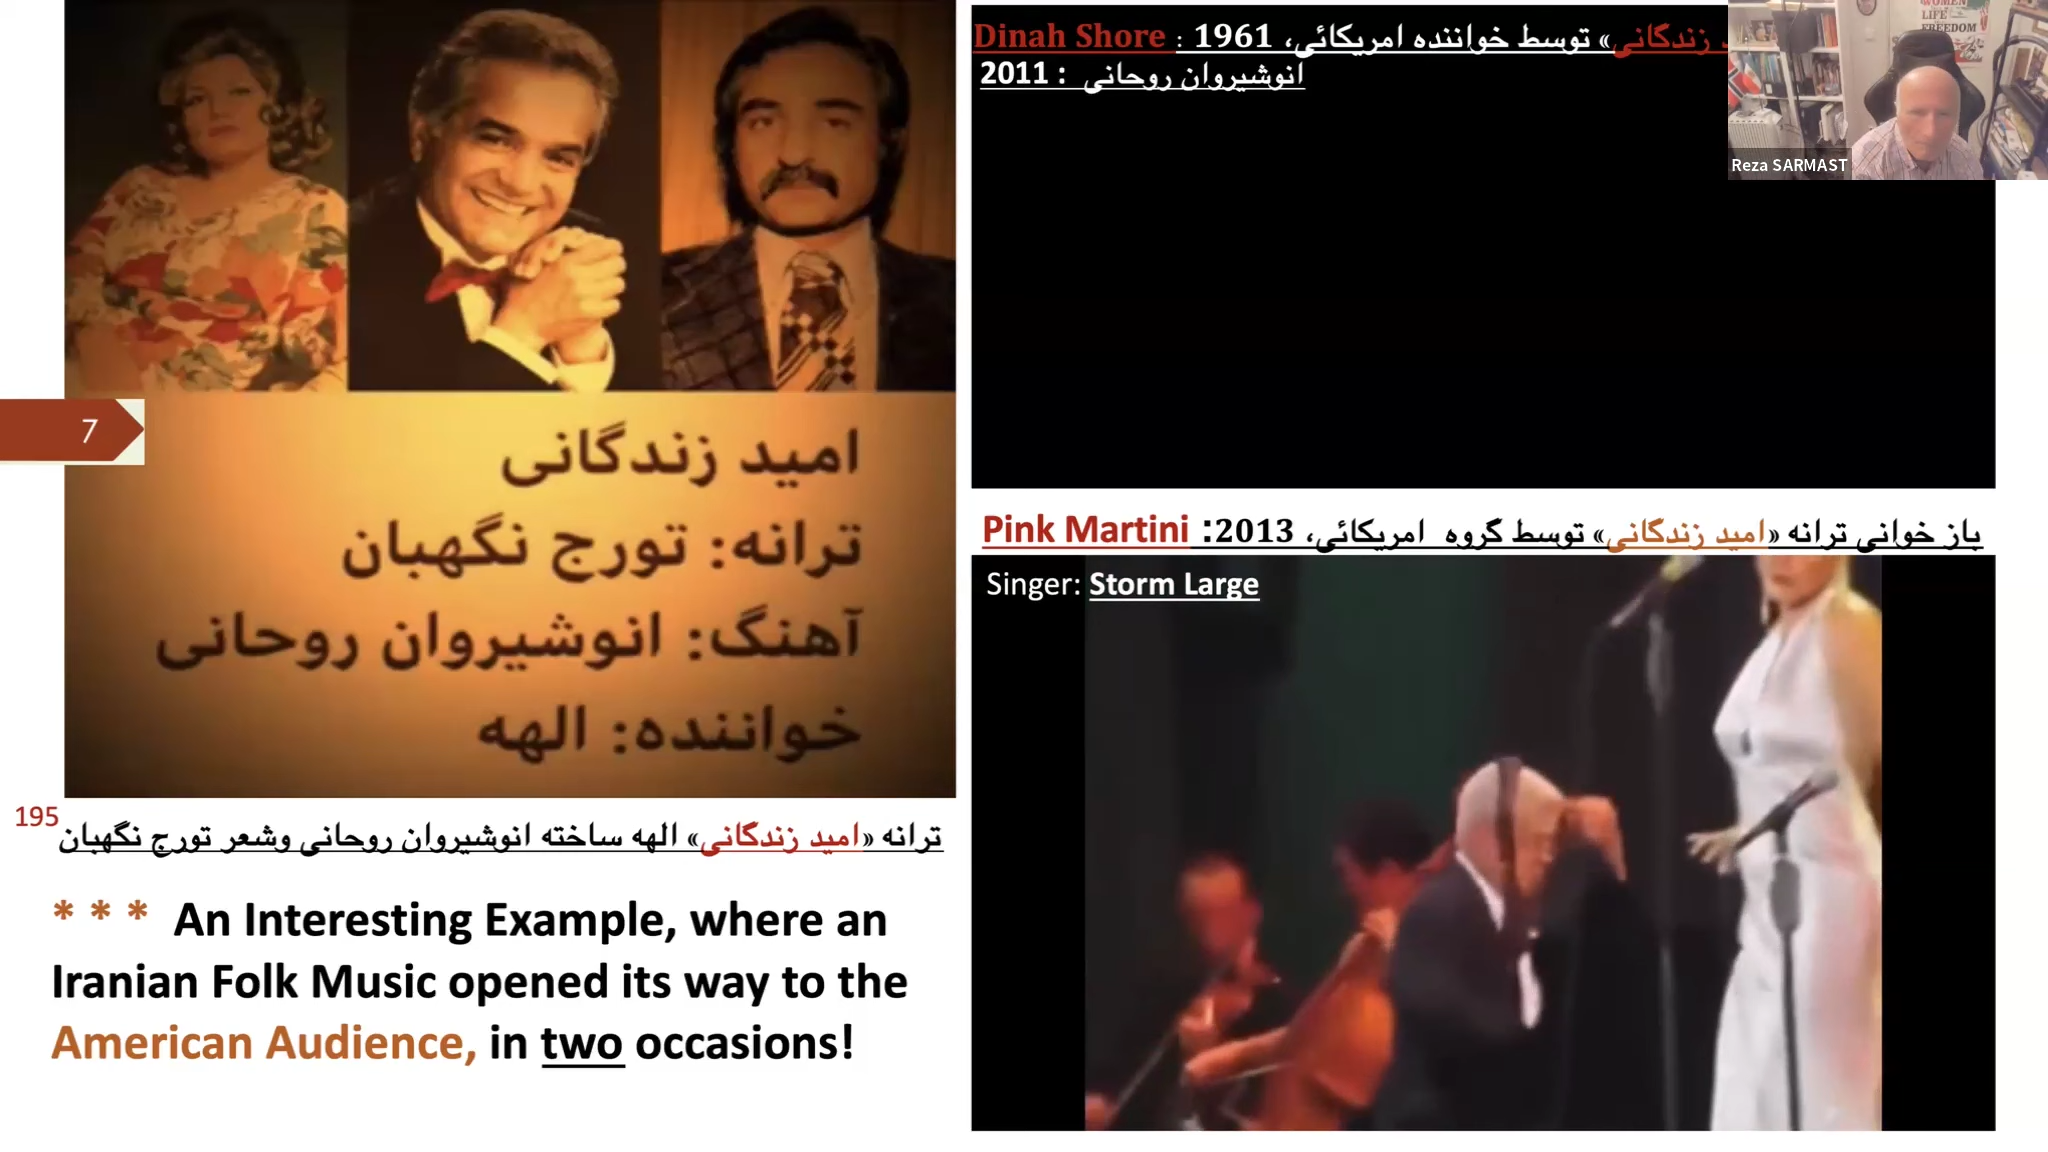 7
امید زندگانی
ترانه: تورج نگهبان
آهنگ: انوشیروان روحانی
خواننده: الهه
195
ترانه «امید زندگانی» الهه ساخته انوشیروان روحانی وشعر تورج نگهبان
* * * An Interesting Example, where an
Iranian Folk Music opened its way to the
American Audience, in two occasions!
زندگانی» توسط خواننده امریکائی، 1961 : Dinah Shore
انوشیروان روحانی : 2011
WOMEN
LIFE
FREEDOM
Reza SARMAST
باز خوانی ترانه «امید زندگانی» توسط گروه امریکائی، 2013: Pink Martini
Singer: Storm Large